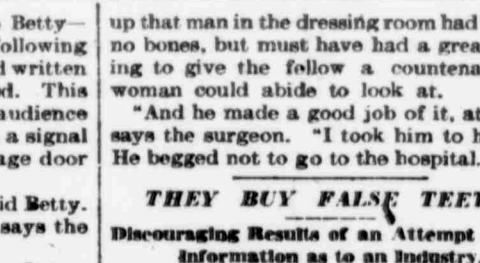 Betty—
following
written
d. This
audience
a signal
age door
id Betty.
says the
up that man in the dressing room had
no bones, but must have had a grea
ing to give the follow a countena
woman could abide to look at.
"And he made a good job of it, at
says the surgeon. "I took him to h
He begged not to go to the hospital.
THEY BUY FALSE TEET
Discouraging Results of an Attempt
Information as to an Industry.